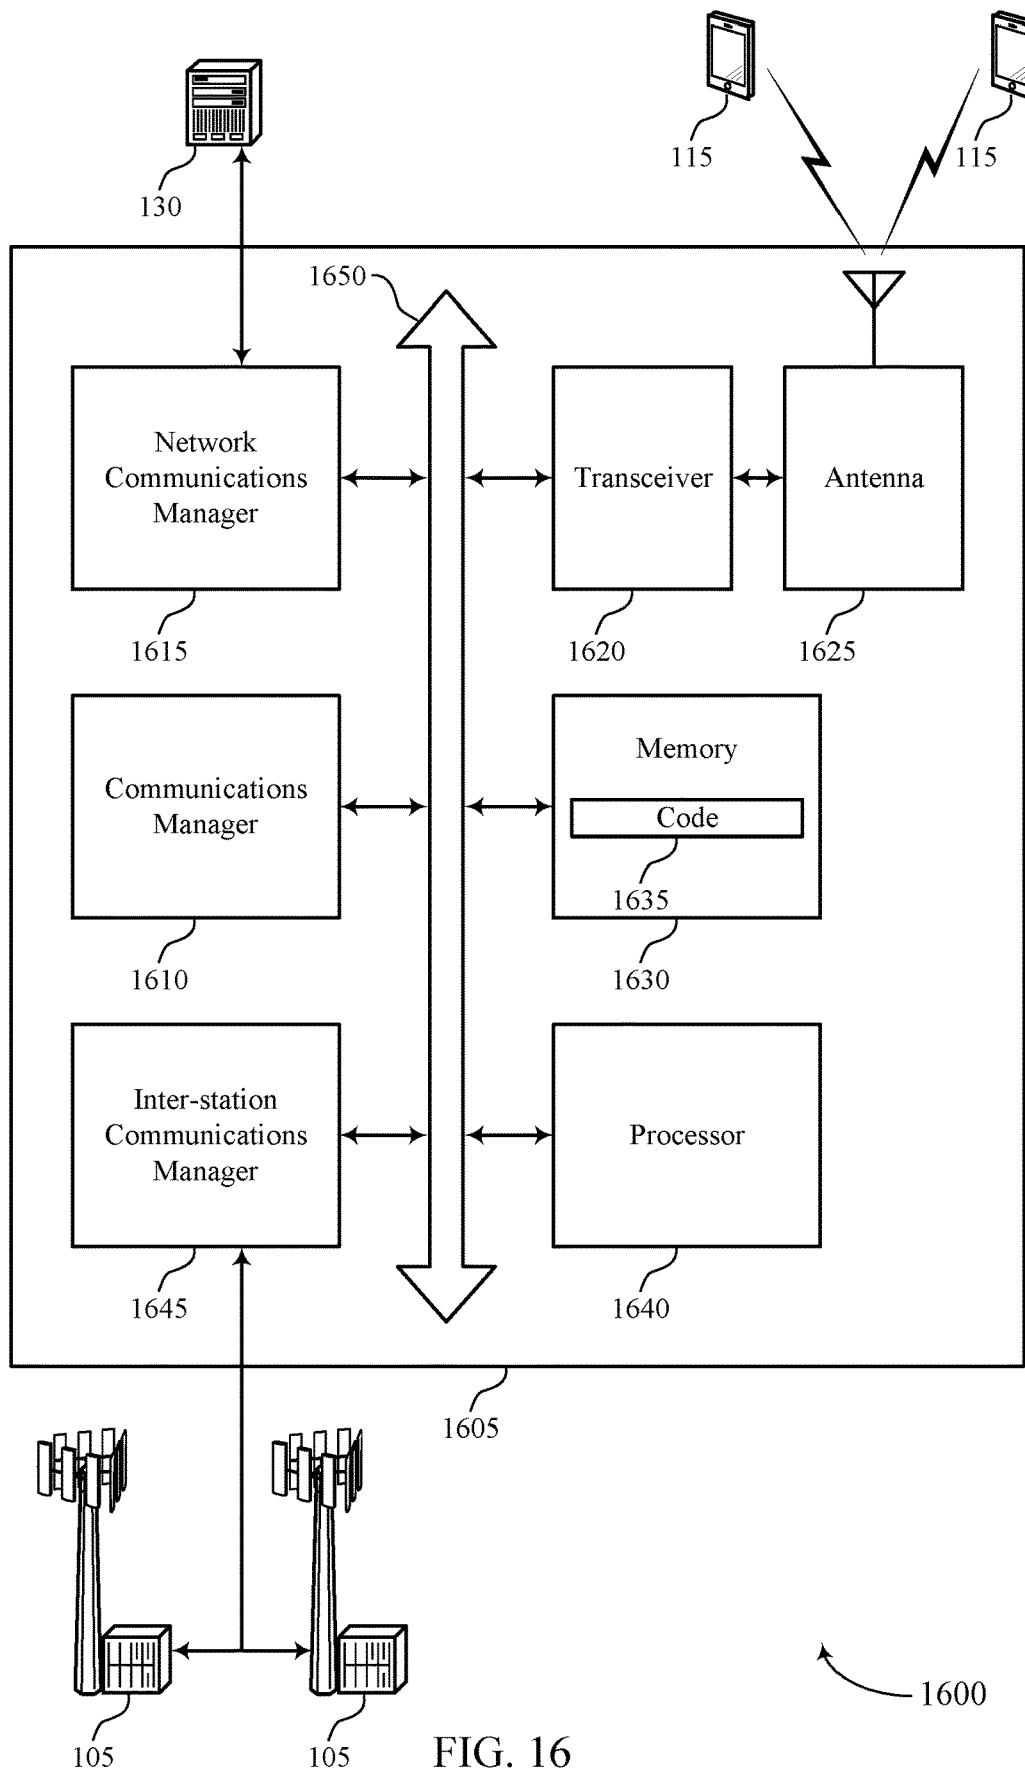 115
115
130
1650
Network
Communications
Manager
Transceiver
Antenna
1615
1620
1625
Communications
Manager
Memory
Code
1635
1610
1630
Inter-station
Communications
Manager
Processor
1645
1640
1605
1600
105
105
FIG. 16